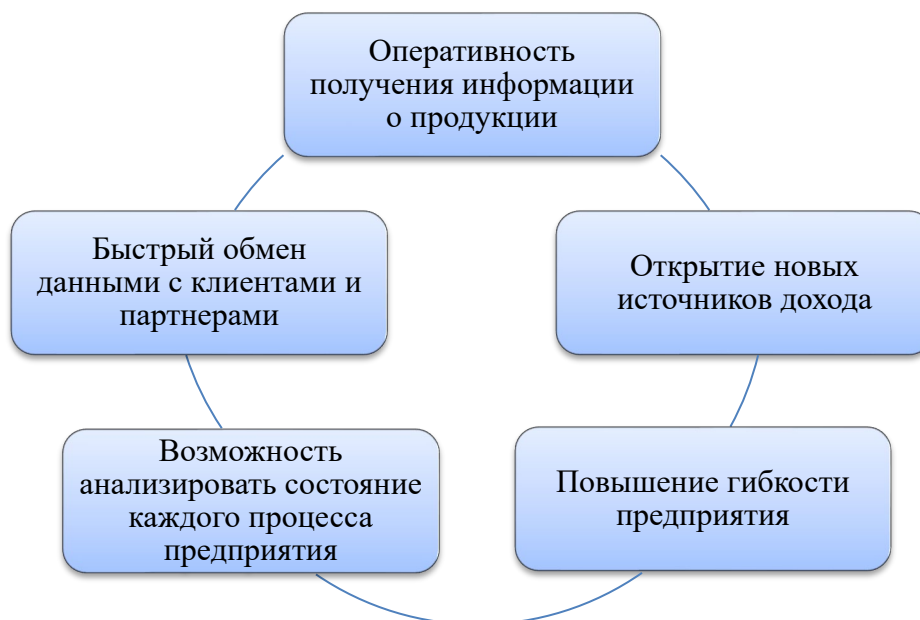 Оперативность
получения информации
о продукции
Быстрый обмен
данными с клиентами и
партнерами
Открытие новых
источников дохода
Возможность
анализировать состояние
каждого процесса
предприятия
Повышение гибкости
предприятия